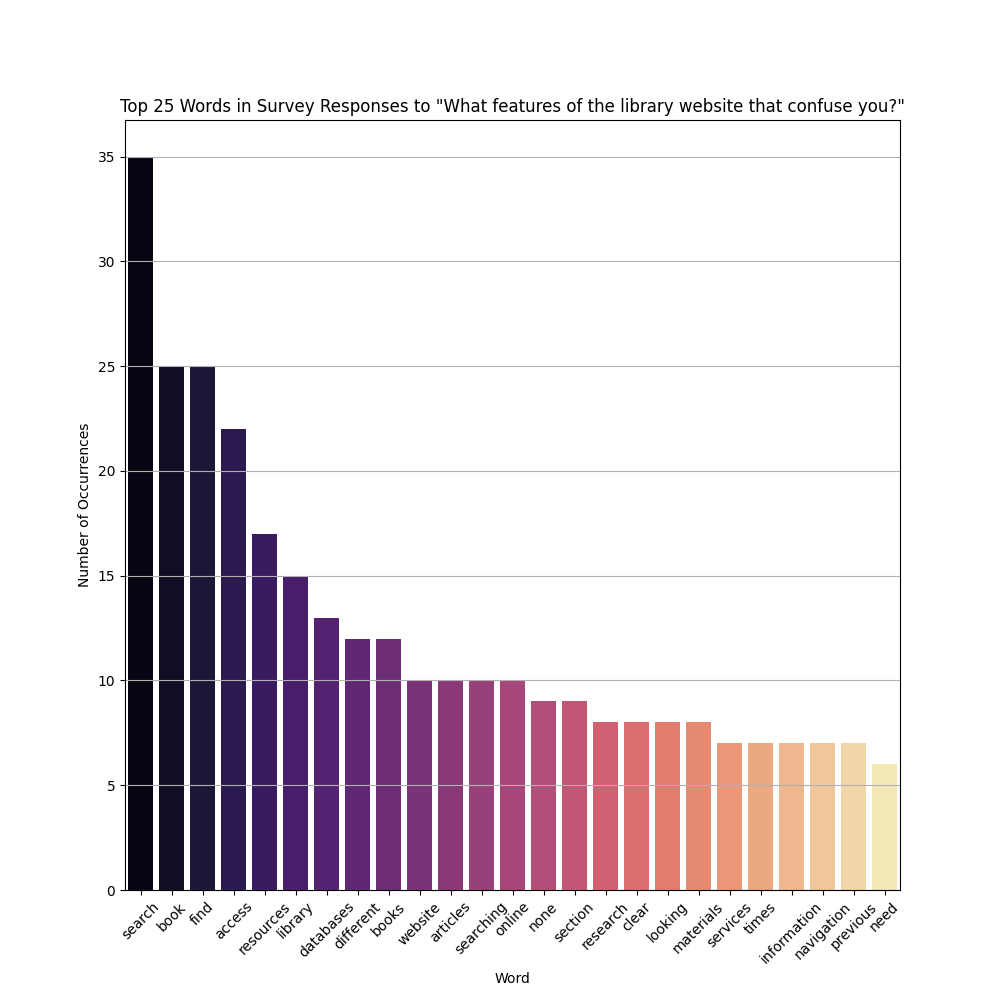 Top 25 Words in Survey Responses to "What features of the library website that confuse you?"
35
30
25
20
15
10
5
0
Number of Occurrences
search
book
find
access
resources
library
databases
different
books
website
articles
searching
online
none
section
research
clear
looking
materials
services
times
information
navigation
previous
need
Word